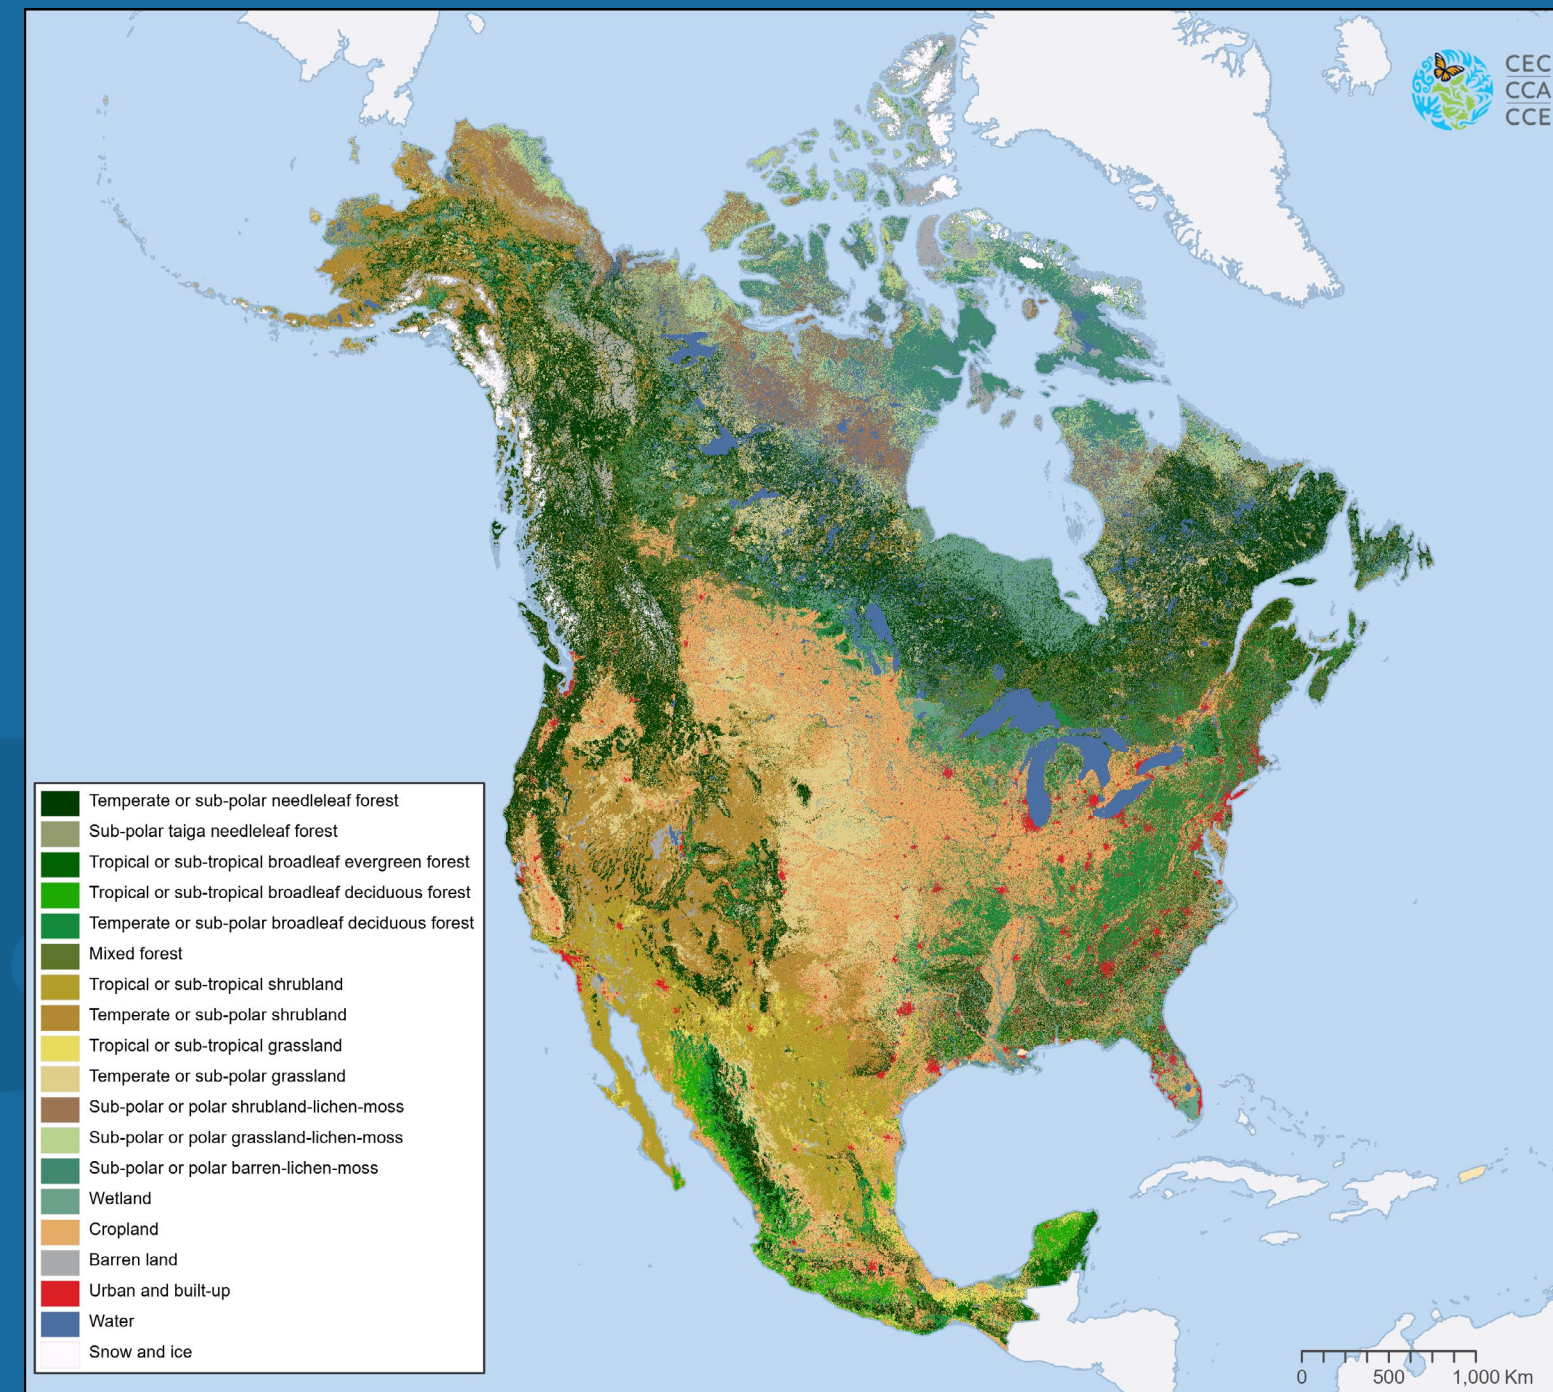 CEC
CCA
CCE
Temperate or sub-polar needleleaf forest
Sub-polar taiga needleleaf forest
Tropical or sub-tropical broadleaf evergreen forest
Tropical or sub-tropical broadleaf deciduous forest
Temperate or sub-polar broadleaf deciduous forest
Mixed forest
Tropical or sub-tropical shrubland
Temperate or sub-polar shrubland
Tropical or sub-tropical grassland
Temperate or sub-polar grassland
Sub-polar or polar shrubland-lichen-moss
Sub-polar or polar grassland-lichen-moss
Sub-polar or polar barren-lichen-moss
Wetland
Cropland
Barren land
Urban and built-up
Water
Snow and ice
0 500 1,000 Km